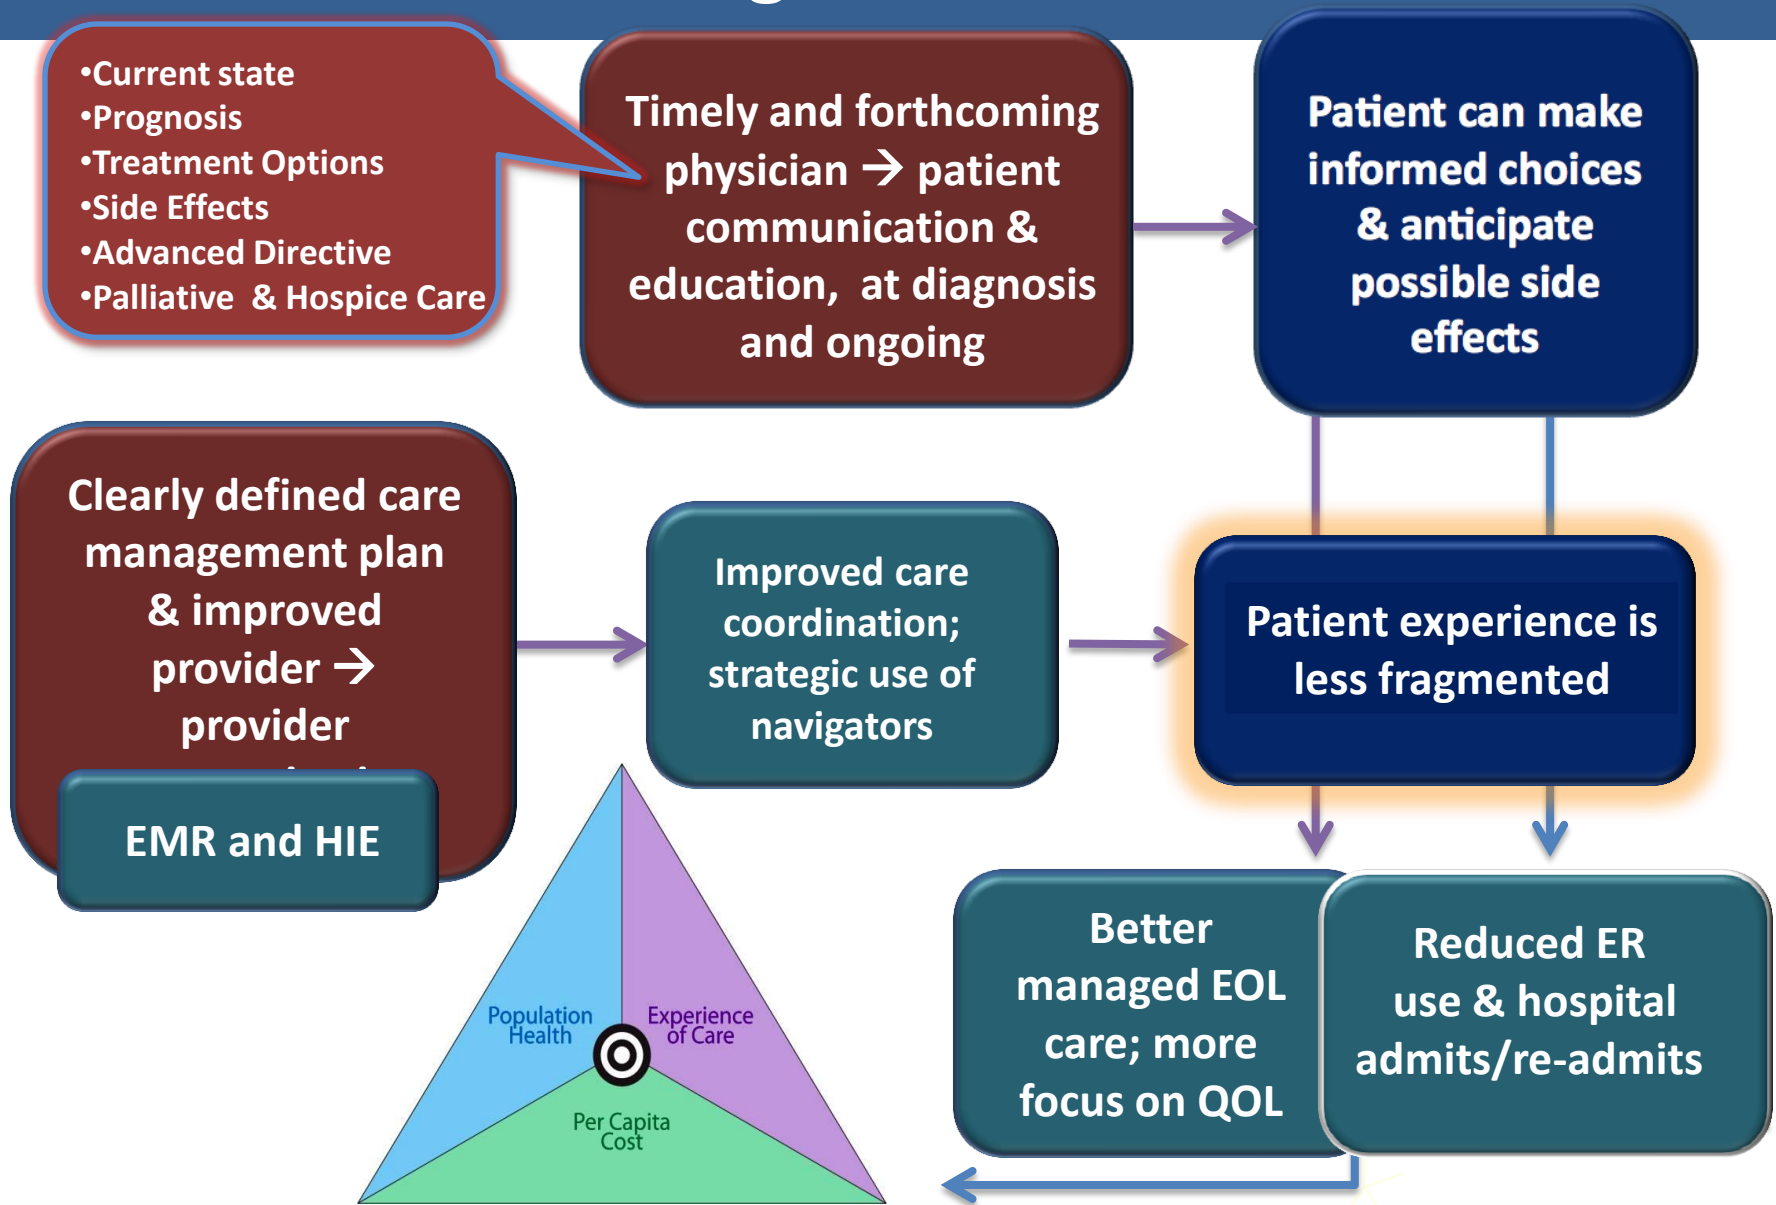 •Current state
•Prognosis
•Treatment Options
•Side Effects
•Advanced Directive
•Palliative & Hospice Care
Timely and forthcoming
physician → patient
communication &
education, at diagnosis
and ongoing
Patient can make
informed choices
& anticipate
possible side
effects
Clearly defined care
management plan
& improved
provider →
provider
EMR and HIE
Improved care
coordination;
strategic use of
navigators
Patient experience is
less fragmented
Population
Health
Experience
of Care
Per Capita
Cost
Better
managed EOL
care; more
focus on QOL
Reduced ER
use & hospital
admits/re-admits